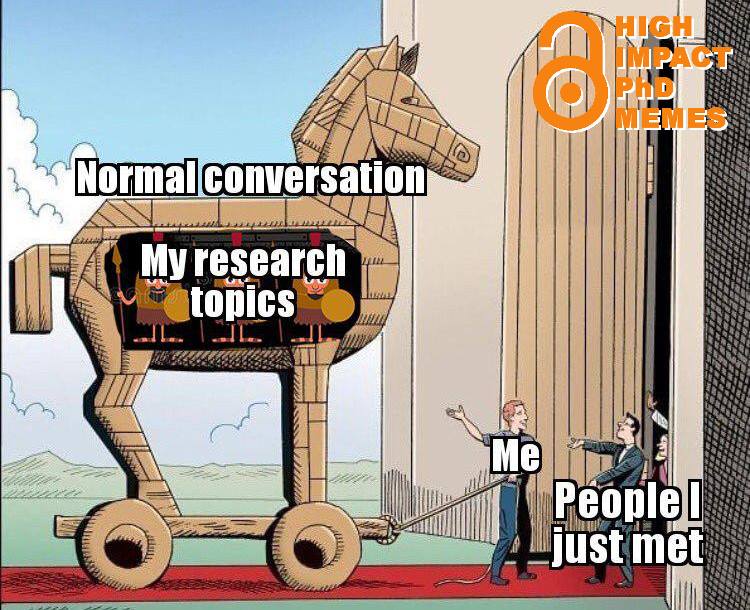 HIGH
IMPACT
PhD
MEMES
Normal conversation
My research
topics
Me
People I
just met